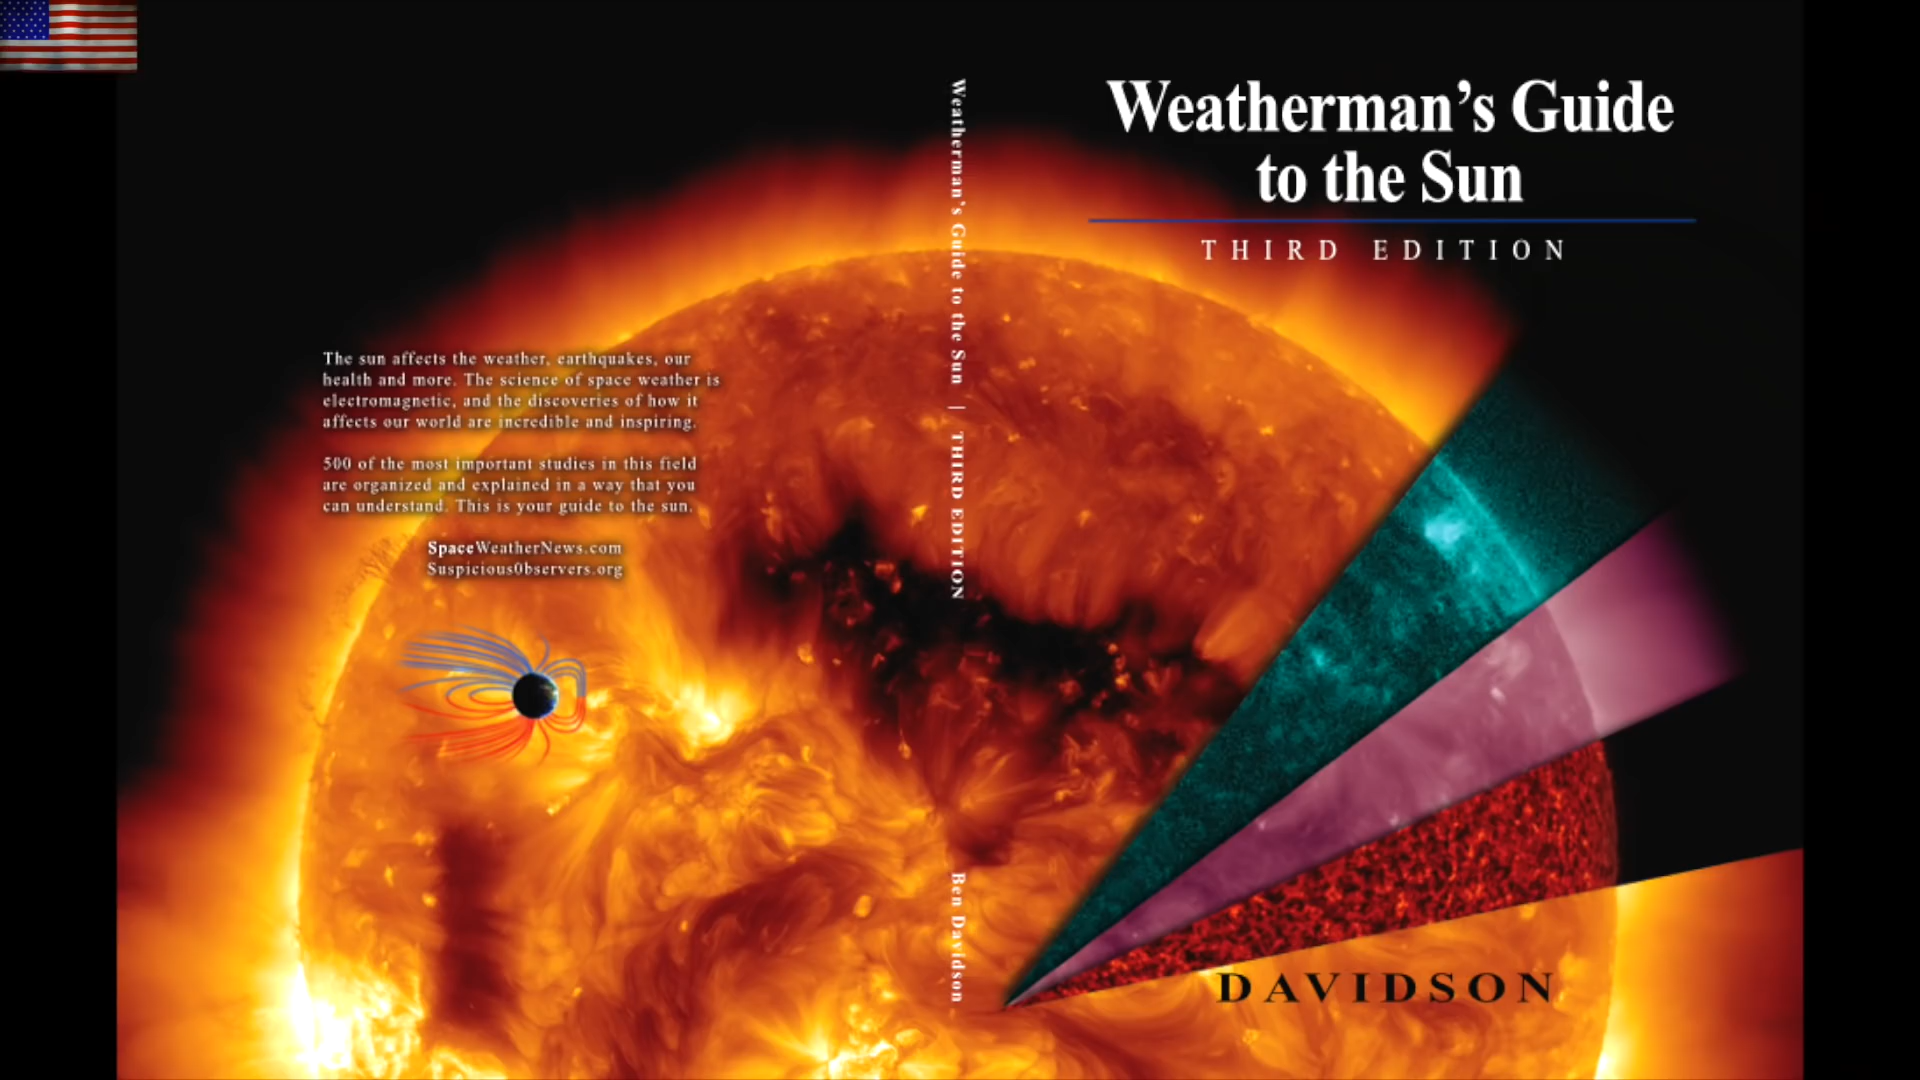 Weatherman's Guide
to the Sun
THIRD EDITION
Weatherman's Guide to the Sun | THIRD EDITION Ben Davidson
The sun affects the weather, earthquakes, our
health and more. The science of space weather is
electromagnetic, and the discoveries of how it
affects our world are incredible and inspiring.
500 of the most important studies in this field
are organized and explained in a way that you
can understand. This is your guide to the sun.
SpaceWeatherNews.com
Suspicious0bservers.org
DAVIDSON